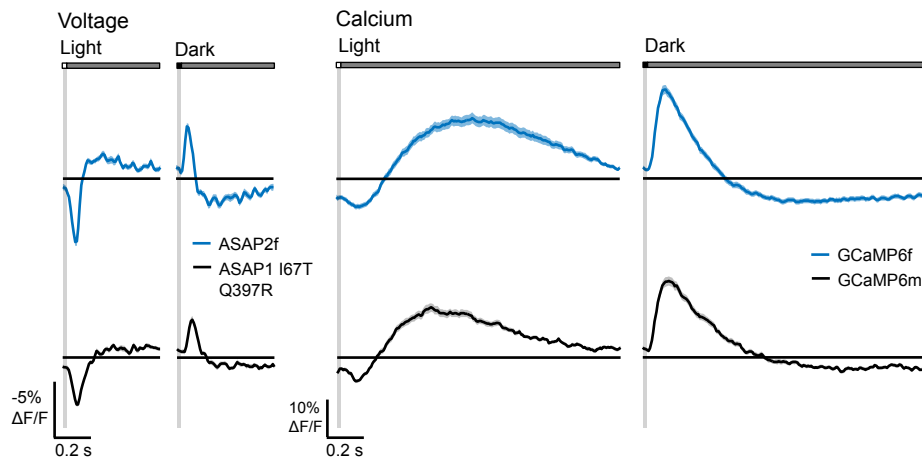 Voltage
Light
Dark
Calcium
Light
Dark
ASAP2f
ASAP1 I67T
Q397R
GCaMP6f
GCaMP6m
-5%
ΔF/F
0.2 s
10%
ΔF/F
0.2 s